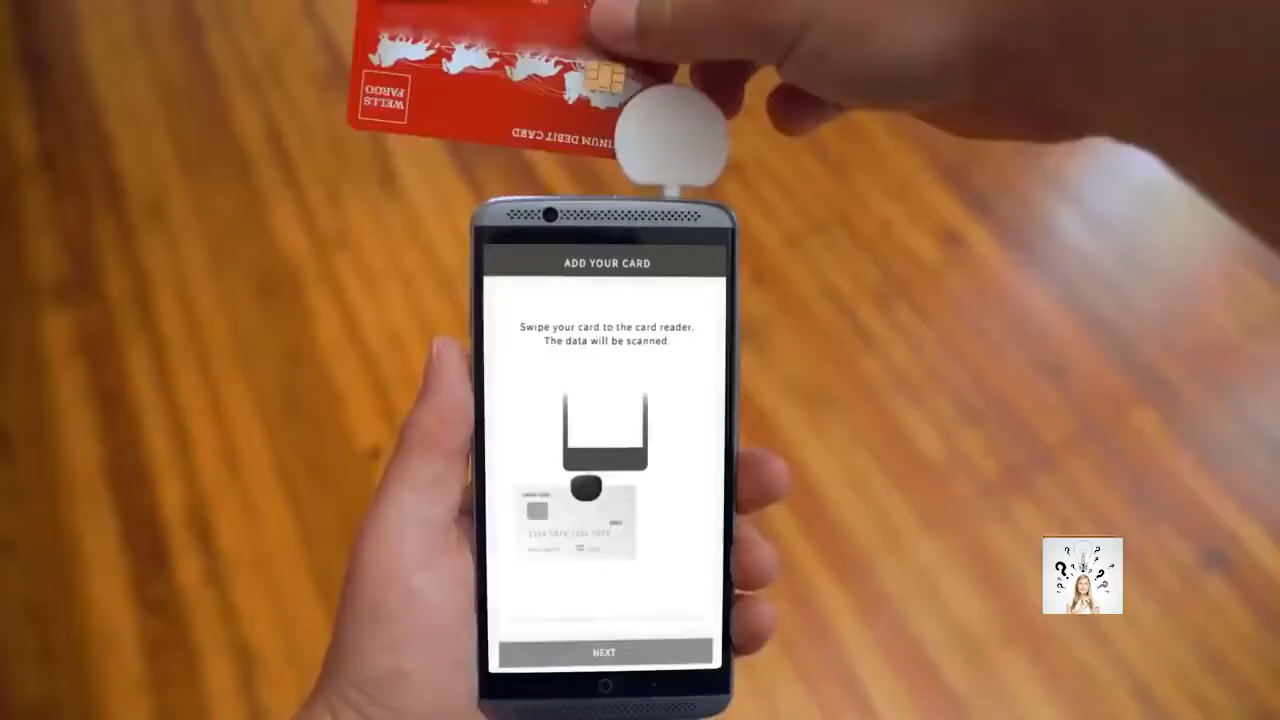 WELLS
FARGO
DEBIT CARD
ADD YOUR CARD
Swipe your card to the card reader.
The data will be scanned.
NEXT